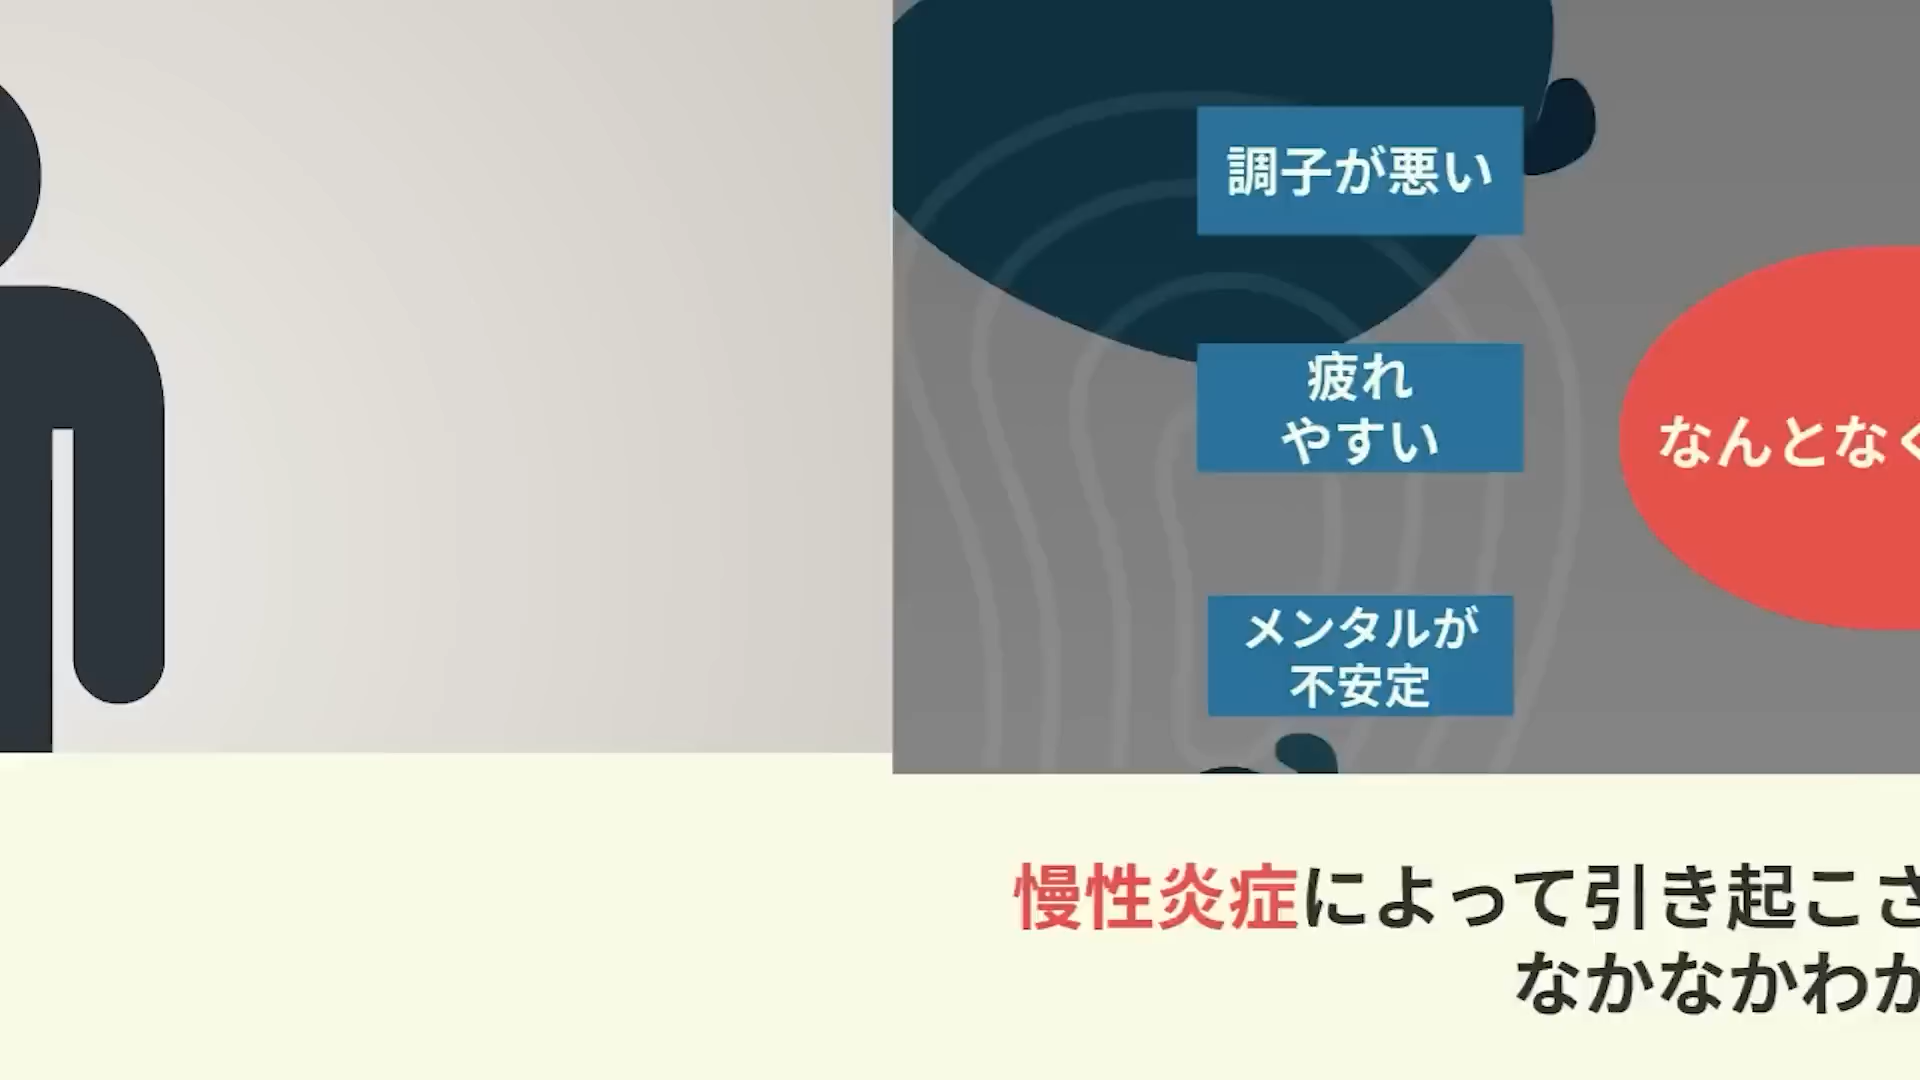 調子が悪い
疲れ
やすい
メンタルが
不安定
なんとなく
慢性炎症によって引き起こさ
なかなかわか